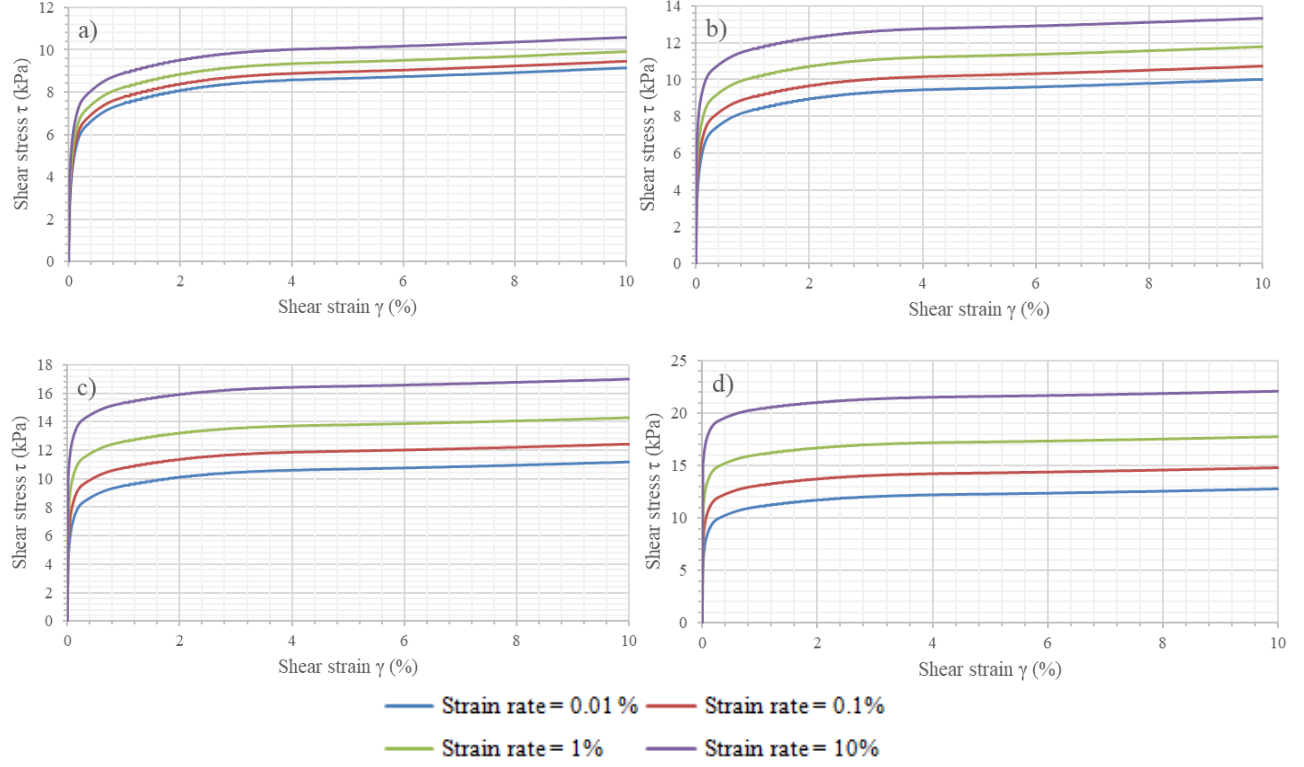 a)
12
10
8
6
4
2
0
Shear stress τ (kPa)
0 2 4 6 8 10
Shear strain γ (%)
b)
14
12
10
8
6
4
2
0
Shear stress τ (kPa)
0 2 4 6 8 10
Shear strain γ (%)
c)
18
16
14
12
10
8
6
4
2
0
Shear stress τ (kPa)
0 2 4 6 8 10
Shear strain γ (%)
d)
25
20
15
10
5
0
Shear stress τ (kPa)
0 2 4 6 8 10
Shear strain γ (%)
Strain rate = 0.01 % Strain rate = 0.1%
Strain rate = 1% Strain rate = 10%